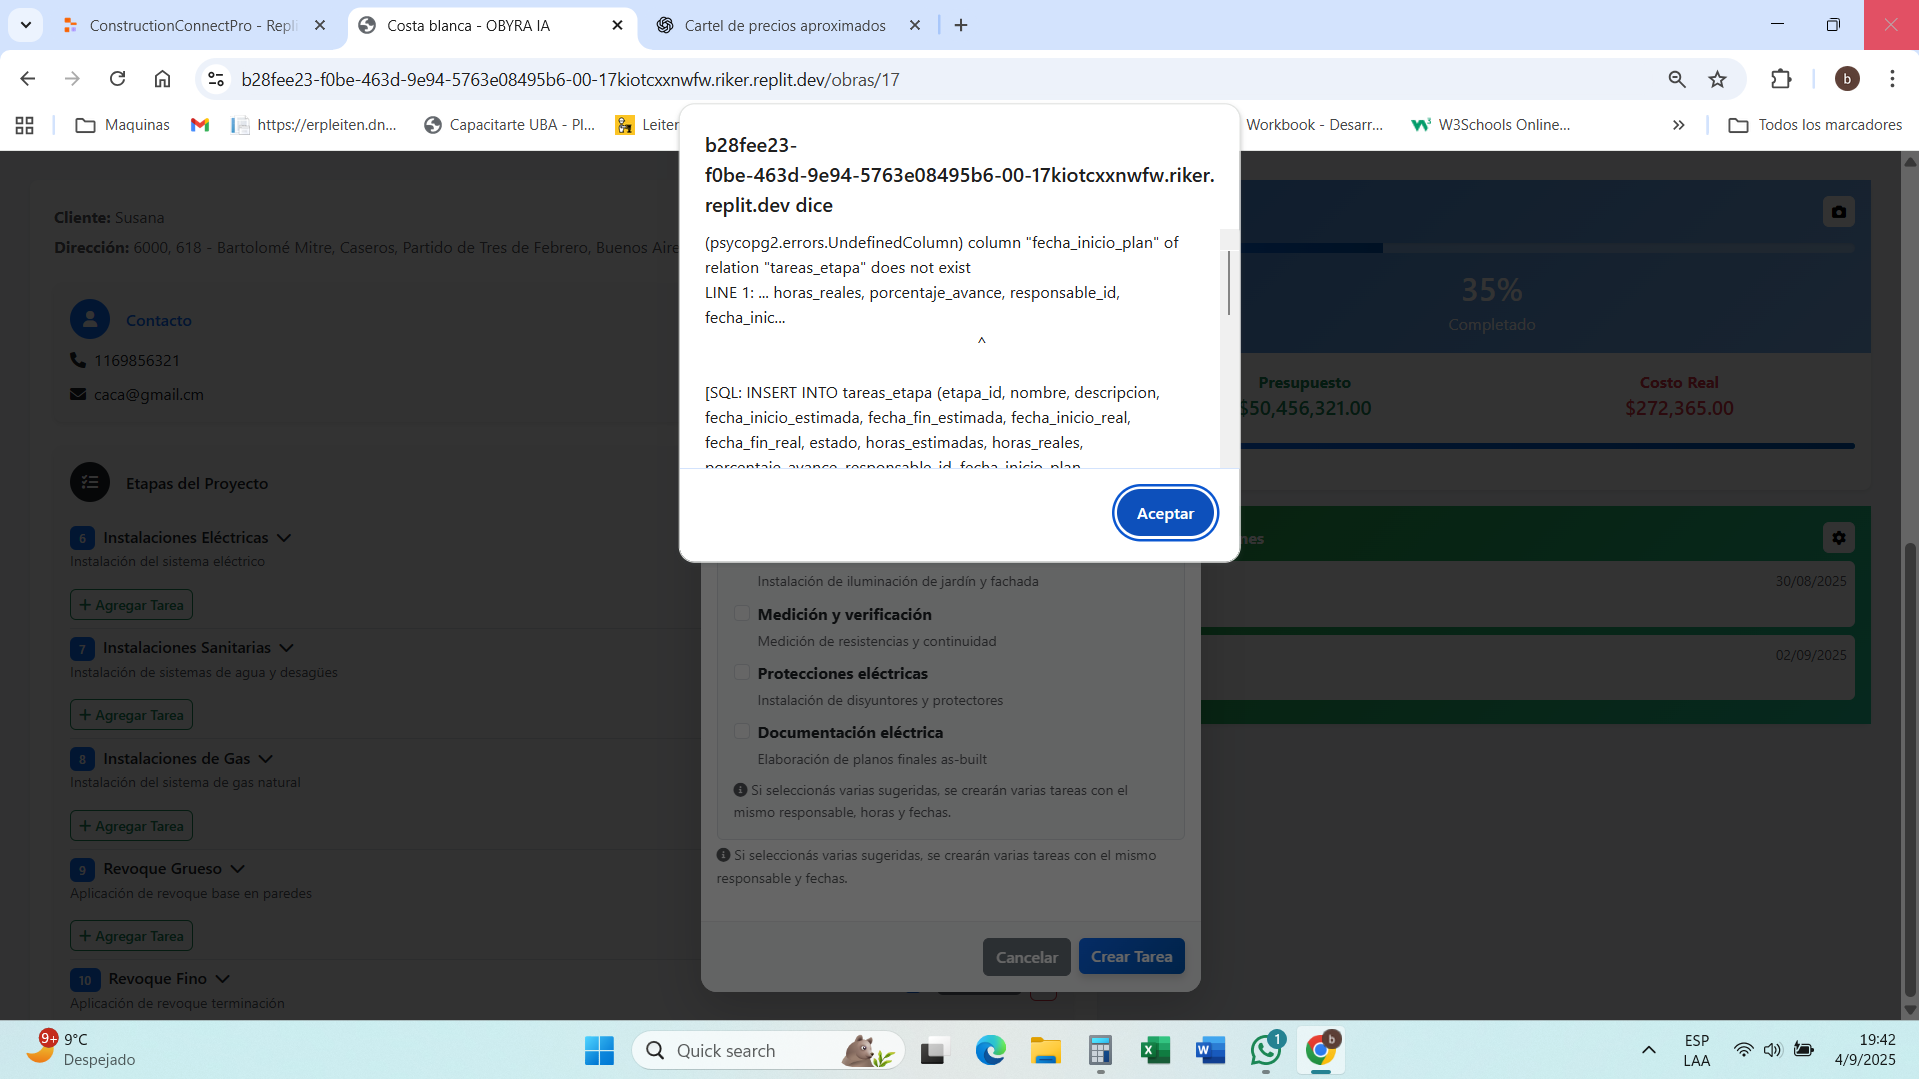 ConstructionConnectPro - Repli
Costa blanca - OBYRA IA
Cartel de precios aproximados
b28fee23-f0be-463d-9e94-5763e08495b6-00-17kiotcxxnwfw.riker.replit.dev/obras/17
b
Maquinas
https://erpleiten.dn...
Capacitarte UBA - Pl...
Leiten
Workbook - Desarr...
W3Schools Online...
Todos los marcadores
b28fee23-
f0be-463d-9e94-5763e08495b6-00-17kiotcxxnwfw.riker.
replit.dev dice
(psycopg2.errors.UndefinedColumn) column "fecha_inicio_plan" of
relation "tareas_etapa" does not exist
LINE 1: ... horas_reales, porcentaje_avance, responsable_id,
fecha_inic...
^
[SQL: INSERT INTO tareas_etapa (etapa_id, nombre, descripcion,
fecha_inicio_estimada, fecha_fin_estimada, fecha_inicio_real,
fecha_fin_real, estado, horas_estimadas, horas_reales,
porcentaje_avance, responsable_id, fecha_inicio_plan,
Aceptar
Cliente: Susana
Dirección: 6000, 618 - Bartolomé Mitre, Caseros, Partido de Tres de Febrero, Buenos Aire
Contacto
1169856321
caca@gmail.cm
Etapas del Proyecto
6 Instalaciones Eléctricas
Instalación del sistema eléctrico
+ Agregar Tarea
7 Instalaciones Sanitarias
Instalación de sistemas de agua y desagües
+ Agregar Tarea
8 Instalaciones de Gas
Instalación del sistema de gas natural
+ Agregar Tarea
9 Revoque Grueso
Aplicación de revoque base en paredes
+ Agregar Tarea
10 Revoque Fino
Aplicación de revoque terminación
Instalación de iluminación de jardín y fachada
Medición y verificación
Medición de resistencias y continuidad
Protecciones eléctricas
Instalación de disyuntores y protectores
Documentación eléctrica
Elaboración de planos finales as-built
Si seleccionás varias sugeridas, se crearán varias tareas con el
mismo responsable, horas y fechas.
Si seleccionás varias sugeridas, se crearán varias tareas con el mismo
responsable y fechas.
Cancelar
Crear Tarea
35%
Completado
Presupuesto
$50,456,321.00
Costo Real
$272,365.00
nes
30/08/2025
02/09/2025
9+
9°C
Despejado
Quick search
1
b
ESP
LAA
19:42
4/9/2025